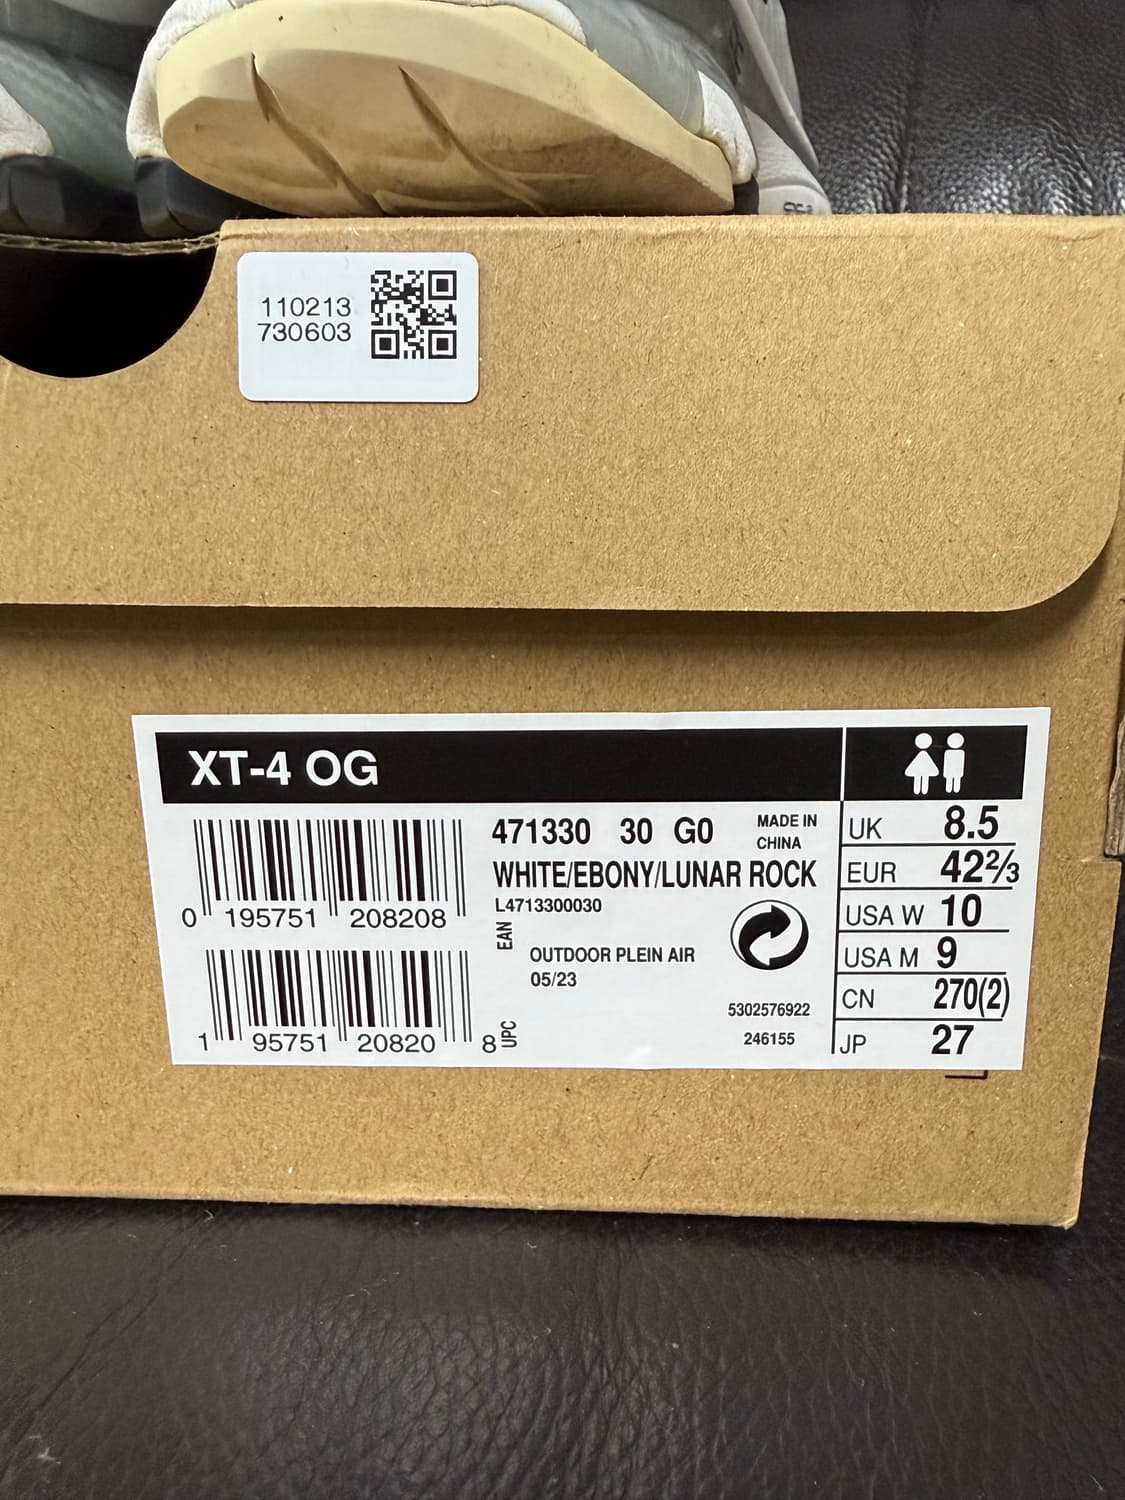 110213
730603
XT-4 OG
471330 30 G0
MADE IN
CHINA
WHITE/EBONY/LUNAR ROCK
L4713300030
0 195751 208208
EAN
OUTDOOR PLEIN AIR
05/23
5302576922
246155
1 95751 20820 8
UPC
UK 8.5
EUR 42⅔
USA W 10
USA M 9
CN 270(2)
JP 27